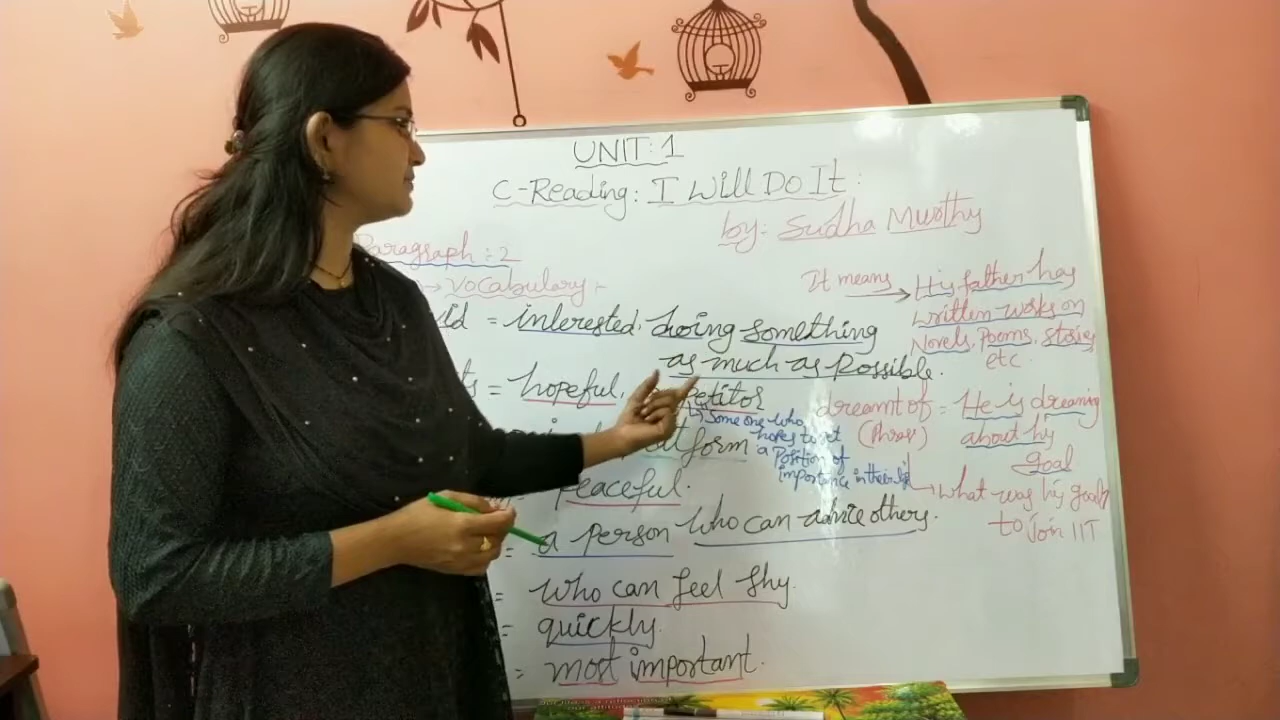 UNIT: 1
C-Reading: I Will Do It:
by: Sudha Murthy
Paragraph: 2
→ Vocabulary:-
It means → His father has
written works on
Novels, Poems, stories
etc.
= interested, doing something
as much as possible.
= hopeful,
dreamt of = He is dreaming
(Phras) about his
goal
↳ Some one who
hopes to get
a Position of
importance in their
What was his goal
to join IIT
= peaceful.
= a person who can advice others.
= who can feel shy.
= quickly.
= most important.